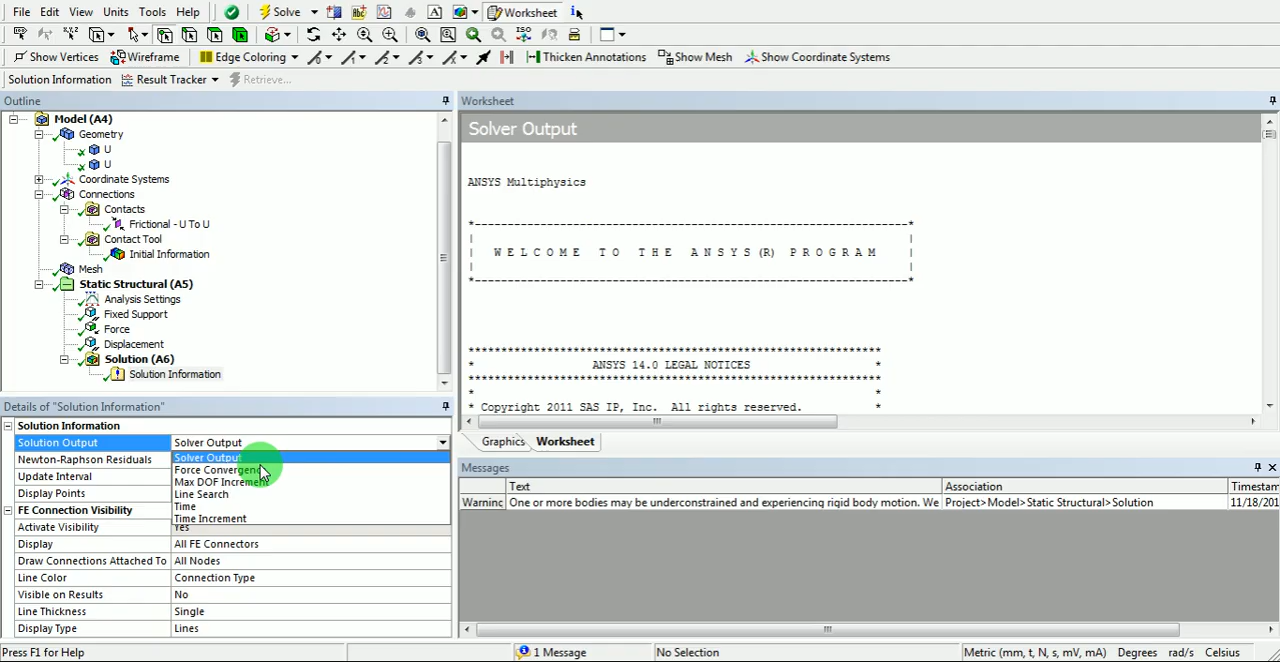 File Edit View Units Tools Help Solve Worksheet
Show Vertices Wireframe Edge Coloring Thicken Annotations Show Mesh Show Coordinate Systems
Solution Information Result Tracker Retrieve...
Outline
Model (A4)
Geometry
U
U
Coordinate Systems
Connections
Contacts
Frictional - U To U
Contact Tool
Initial Information
Mesh
Static Structural (A5)
Analysis Settings
Fixed Support
Force
Displacement
Solution (A6)
Solution Information
Details of "Solution Information"
Solution Information
Solution Output Solver Output
Solver Output
Newton-Raphson Residuals
Force Convergence
Update Interval
Max DOF Increment
Display Points
Line Search
Time
FE Connection Visibility
Time Increment
Activate Visibility Yes
Display All FE Connectors
Draw Connections Attached To All Nodes
Line Color Connection Type
Visible on Results No
Line Thickness Single
Display Type Lines
Worksheet
Solver Output
ANSYS Multiphysics
*------------------------------------------------------------------*
W E L C O M E   T O   T H E   A N S Y S (R)   P R O G R A M
*------------------------------------------------------------------*
***************************************************************
* ANSYS 14.0 LEGAL NOTICES *
***************************************************************
* *
* Copyright 2011 SAS IP, Inc. All rights reserved. *
Graphics Worksheet
Messages
Text Association Timestam
Warning One or more bodies may be underconstrained and experiencing rigid body motion. We Project>Model>Static Structural>Solution 11/18/201
Press F1 for Help 1 Message No Selection Metric (mm, t, N, s, mV, mA) Degrees rad/s Celsius